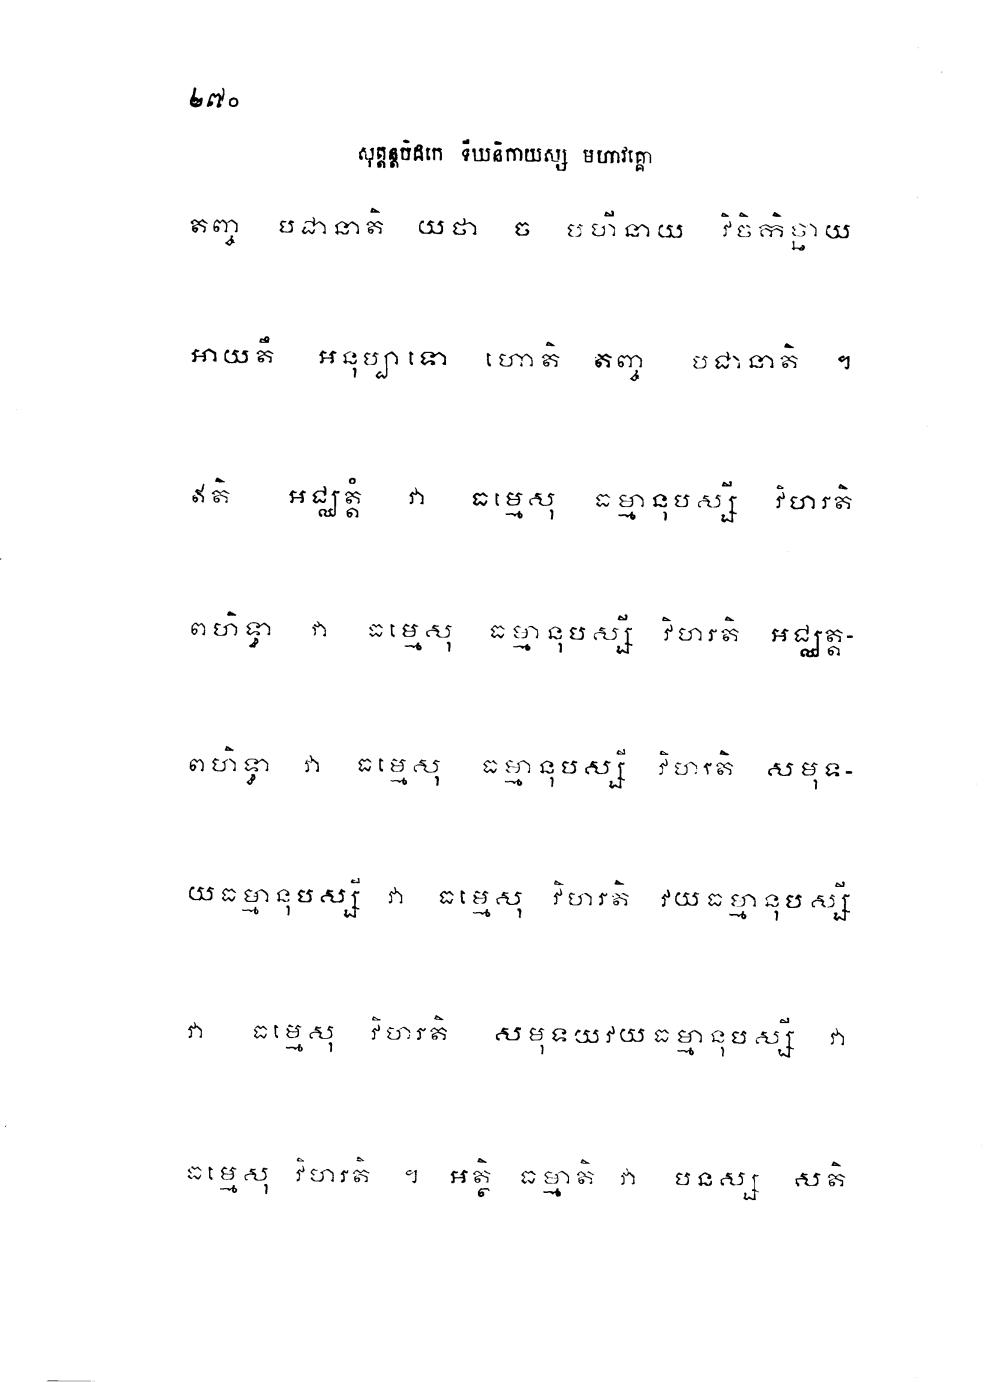 ២៧០
សុត្តន្តបិដកេ ទីឃនិកាយស្ស មហាវគ្គោ
តញ្ច បជានាតិ យថា ច បហីនាយ វិចិកិច្ឆាយ
អាយតឹ អនុប្បាទោ ហោតិ តញ្ច បជានាតិ ។
ឥតិ អជ្ឈត្តំ វា ធម្មេសុ ធម្មានុបស្សី វិហរតិ
ពហិទ្ធា វា ធម្មេសុ ធម្មានុបស្សី វិហរតិ អជ្ឈត្ត-
ពហិទ្ធា វា ធម្មេសុ ធម្មានុបស្សី វិហរតិ សមុទ-
យធម្មានុបស្សី វា ធម្មេសុ វិហរតិ វយធម្មានុបស្សី
វា ធម្មេសុ វិហរតិ សមុទយវយធម្មានុបស្សី វា
ធម្មេសុ វិហរតិ ។ អត្ថិ ធម្មាតិ វា បនស្ស សតិ